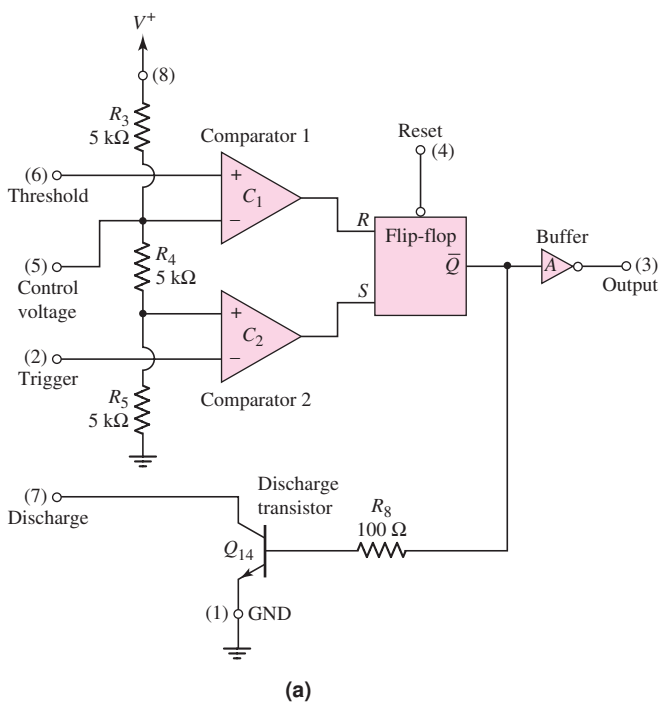 V⁺
(8)
R₃
5 kΩ
Comparator 1
Reset
(4)
(6)
Threshold
+
C₁
−
R
Flip-flop
Buffer
R₄
5 kΩ
Q̅
A
(3)
Output
(5)
Control
voltage
S
+
C₂
−
(2)
Trigger
R₅
5 kΩ
Comparator 2
(7)
Discharge
Discharge
transistor
R₈
100 Ω
Q₁₄
(1) GND
(a)